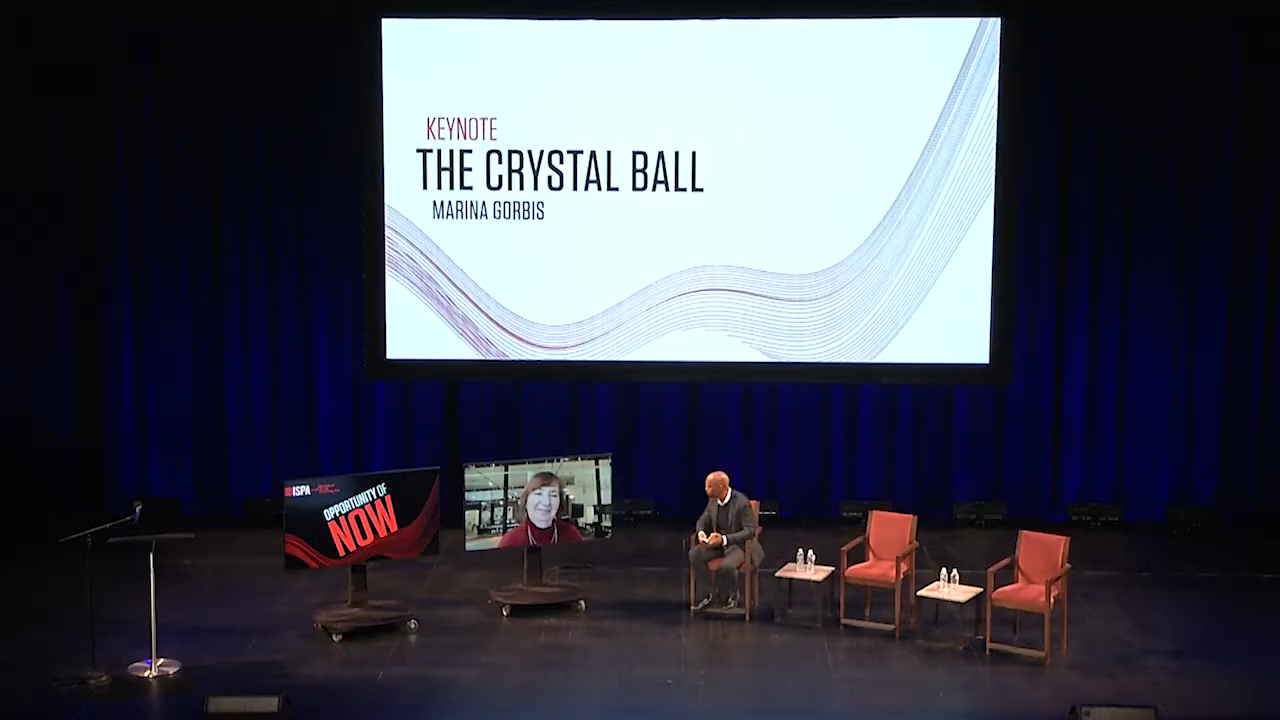 KEYNOTE
THE CRYSTAL BALL
MARINA GORBIS
ISPA
OPPORTUNITY OF
NOW